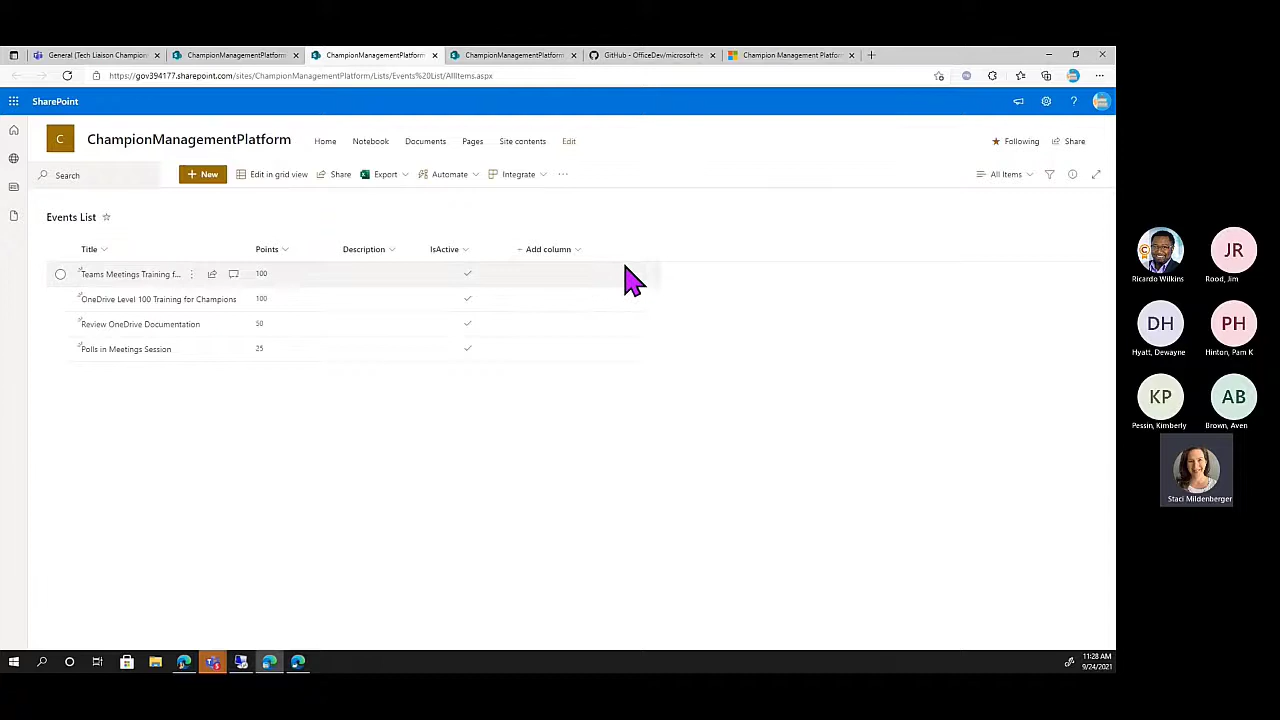 General (Tech Liaison Champion
ChampionManagementPlatform
ChampionManagementPlatform
ChampionManagementPlatform
GitHub - OfficeDev/microsoft-te
Champion Management Platfor
https://gov394177.sharepoint.com/sites/ChampionManagementPlatform/Lists/Events%20List/AllItems.aspx
SharePoint
C
ChampionManagementPlatform
Home
Notebook
Documents
Pages
Site contents
Edit
Following
Share
Search
New
Edit in grid view
Share
Export
Automate
Integrate
All Items
Events List
Title
Points
Description
IsActive
Add column
Teams Meetings Training f...
100
OneDrive Level 100 Training for Champions
100
Review OneDrive Documentation
50
Polls in Meetings Session
25
Ricardo Wilkins
JR
Rood, Jim
DH
Hyatt, Dewayne
PH
Hinton, Pam K
KP
Pessin, Kimberly
AB
Brown, Aven
Staci Mildenberger
11:28 AM
9/24/2021